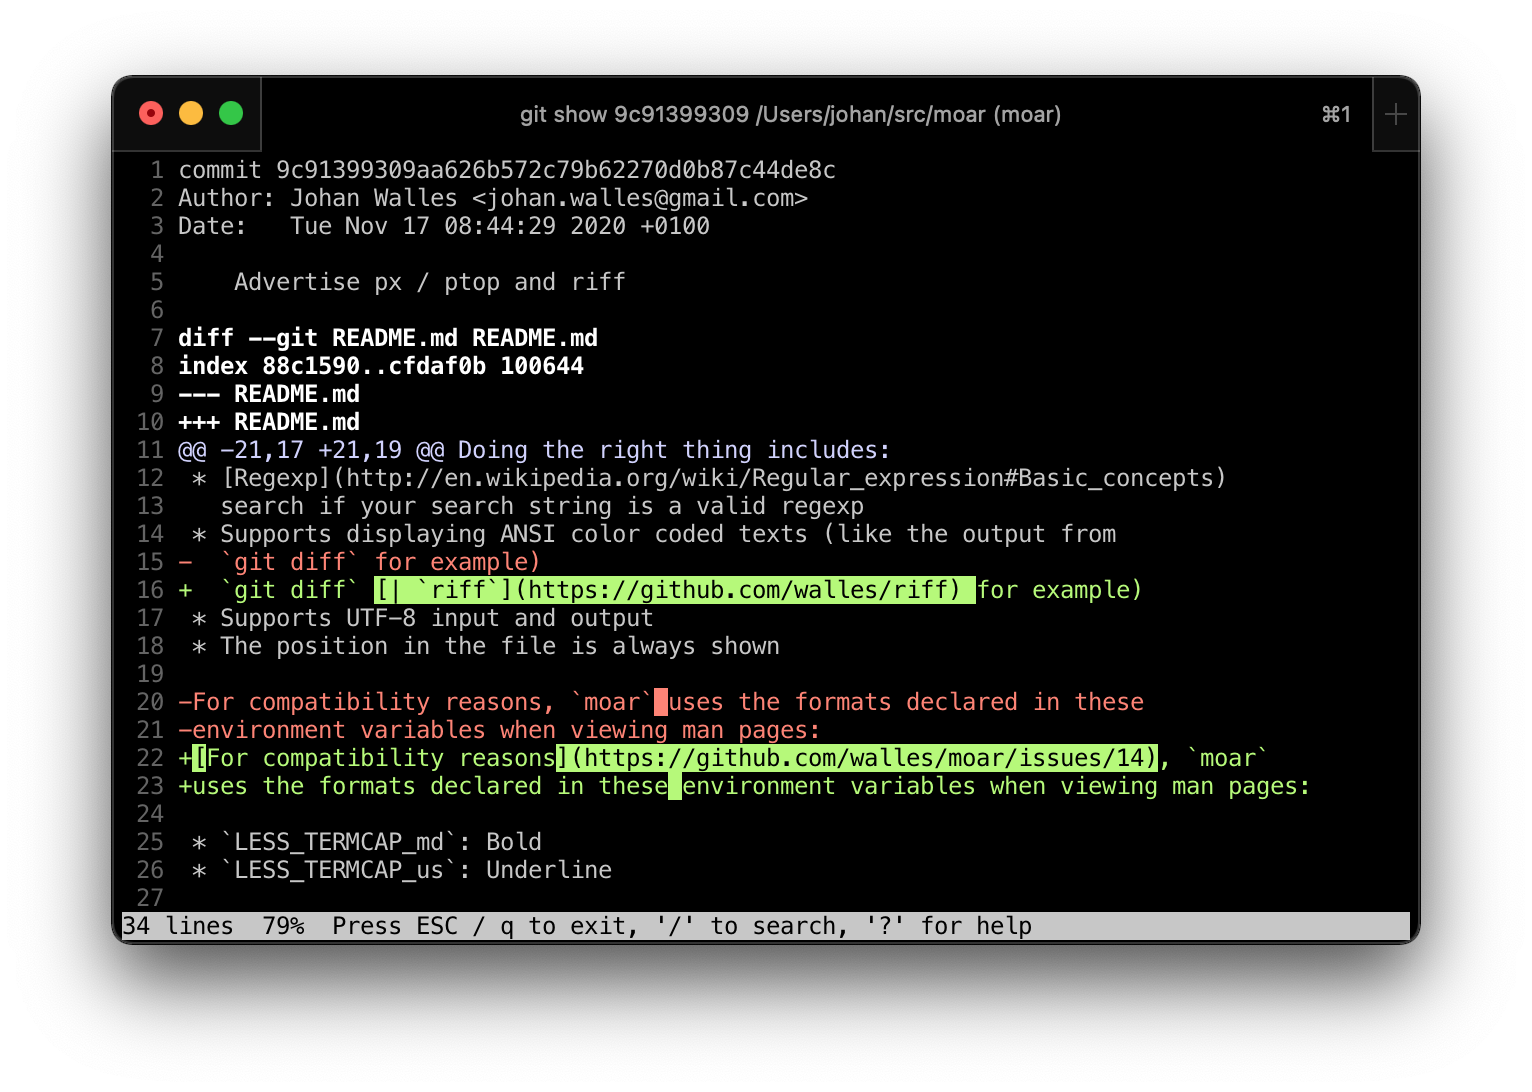 git show 9c91399309 /Users/johan/src/moar (moar) ⌘1
1 commit 9c91399309aa626b572c79b62270d0b87c44de8c
2 Author: Johan Walles <johan.walles@gmail.com>
3 Date:   Tue Nov 17 08:44:29 2020 +0100
4
5     Advertise px / ptop and riff
6
7 diff --git README.md README.md
8 index 88c1590..cfdaf0b 100644
9 --- README.md
10 +++ README.md
11 @@ -21,17 +21,19 @@ Doing the right thing includes:
12  * [Regexp](http://en.wikipedia.org/wiki/Regular_expression#Basic_concepts)
13    search if your search string is a valid regexp
14  * Supports displaying ANSI color coded texts (like the output from
15 -  `git diff` for example)
16 +  `git diff` [| `riff`](https://github.com/walles/riff) for example)
17  * Supports UTF-8 input and output
18  * The position in the file is always shown
19
20 -For compatibility reasons, `moar` uses the formats declared in these
21 -environment variables when viewing man pages:
22 +[For compatibility reasons](https://github.com/walles/moar/issues/14), `moar`
23 +uses the formats declared in these environment variables when viewing man pages:
24
25  * `LESS_TERMCAP_md`: Bold
26  * `LESS_TERMCAP_us`: Underline
27
34 lines  79%  Press ESC / q to exit, '/' to search, '?' for help